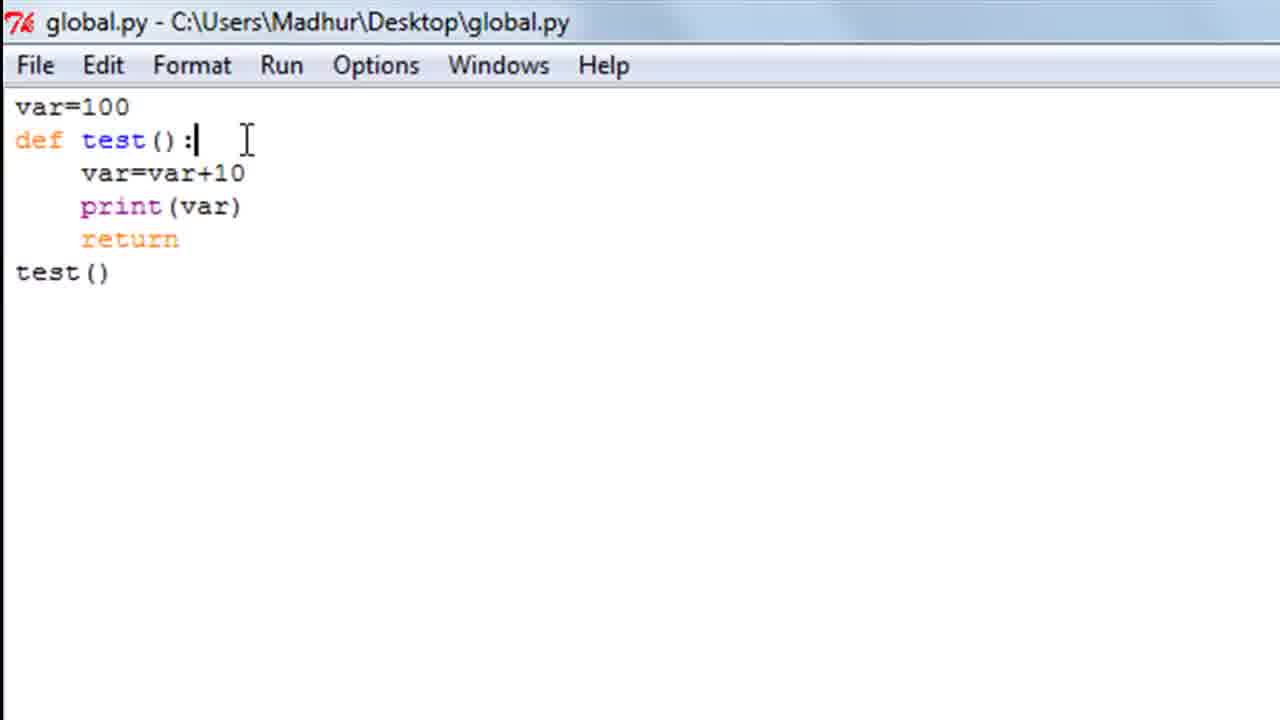 global.py - C:\Users\Madhur\Desktop\global.py
File Edit Format Run Options Windows Help
var=100
def test():
    var=var+10
    print(var)
    return
test()